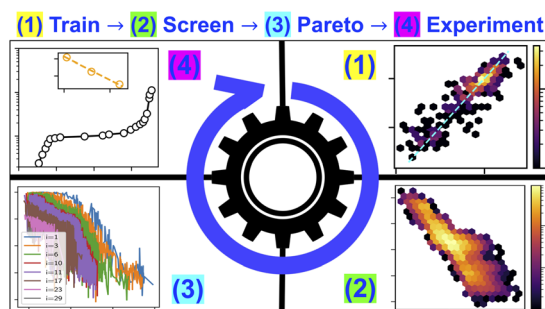 (1) Train → (2) Screen → (3) Pareto → (4) Experiment
(4)
(1)
i=1
i=3
i=6
i=10
i=11
i=17
i=23
i=29
(3)
(2)